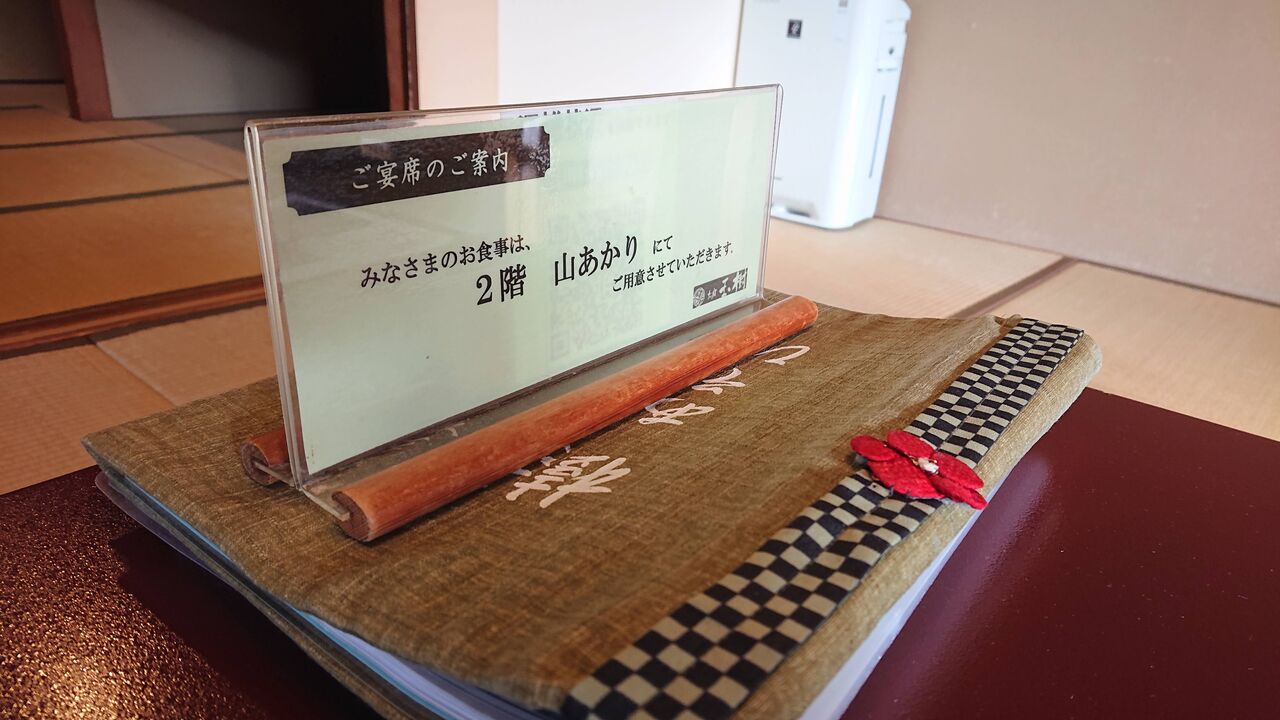 ご宴席のご案内
みなさまのお食事は、
2階 山あかり にて
ご用意させていただきます。